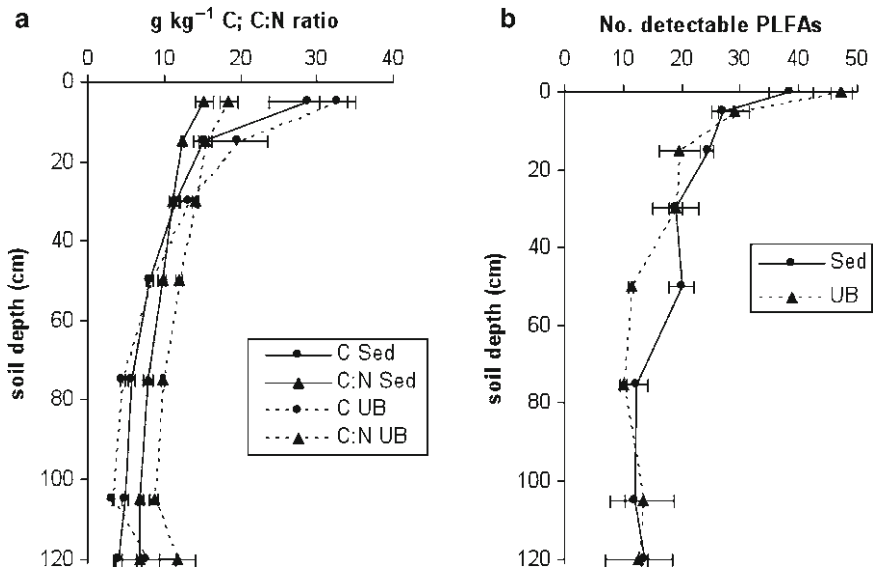 a
g kg⁻¹ C; C:N ratio
0 10 20 30 40
0
20
40
60
80
100
120
soil depth (cm)
C Sed
C:N Sed
C UB
C:N UB
b
No. detectable PLFAs
0 10 20 30 40 50
0
20
40
60
80
100
120
soil depth (cm)
Sed
UB